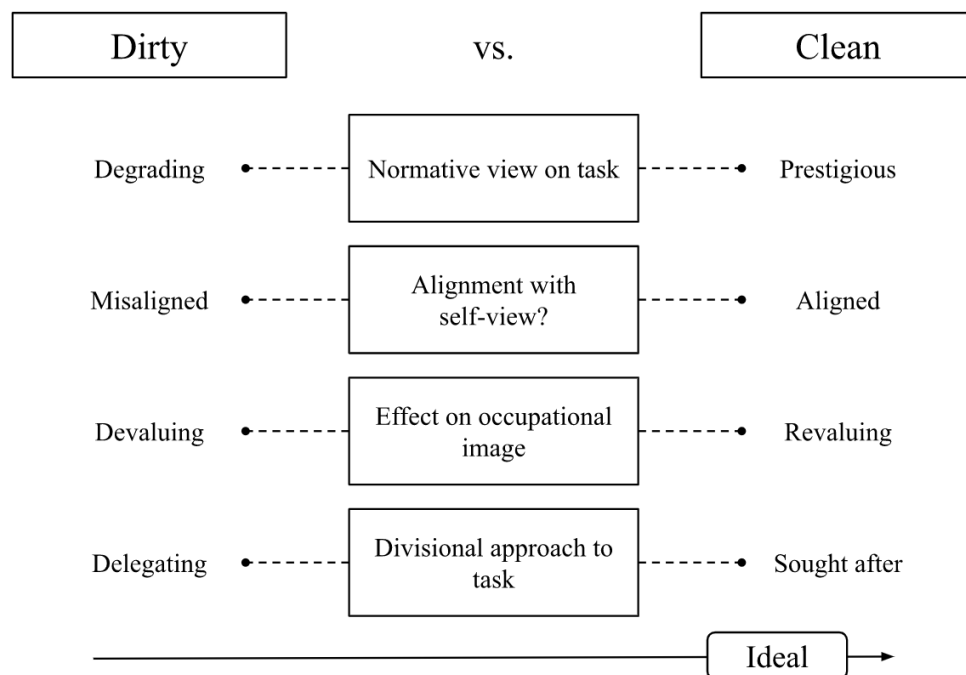 Dirty vs. Clean
Degrading Normative view on task Prestigious
Misaligned Alignment with
self-view? Aligned
Devaluing Effect on occupational
image Revaluing
Delegating Divisional approach to
task Sought after
Ideal